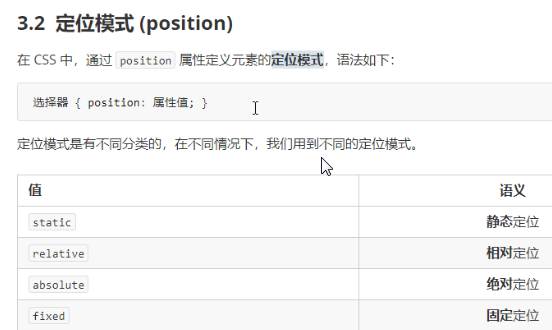 3.2 定位模式 (position)
在 CSS 中，通过 position 属性定义元素的定位模式，语法如下：
选择器 { position: 属性值; }
定位模式是有不同分类的，在不同情况下，我们用到不同的定位模式。
值 语义
static 静态定位
relative 相对定位
absolute 绝对定位
fixed 固定定位